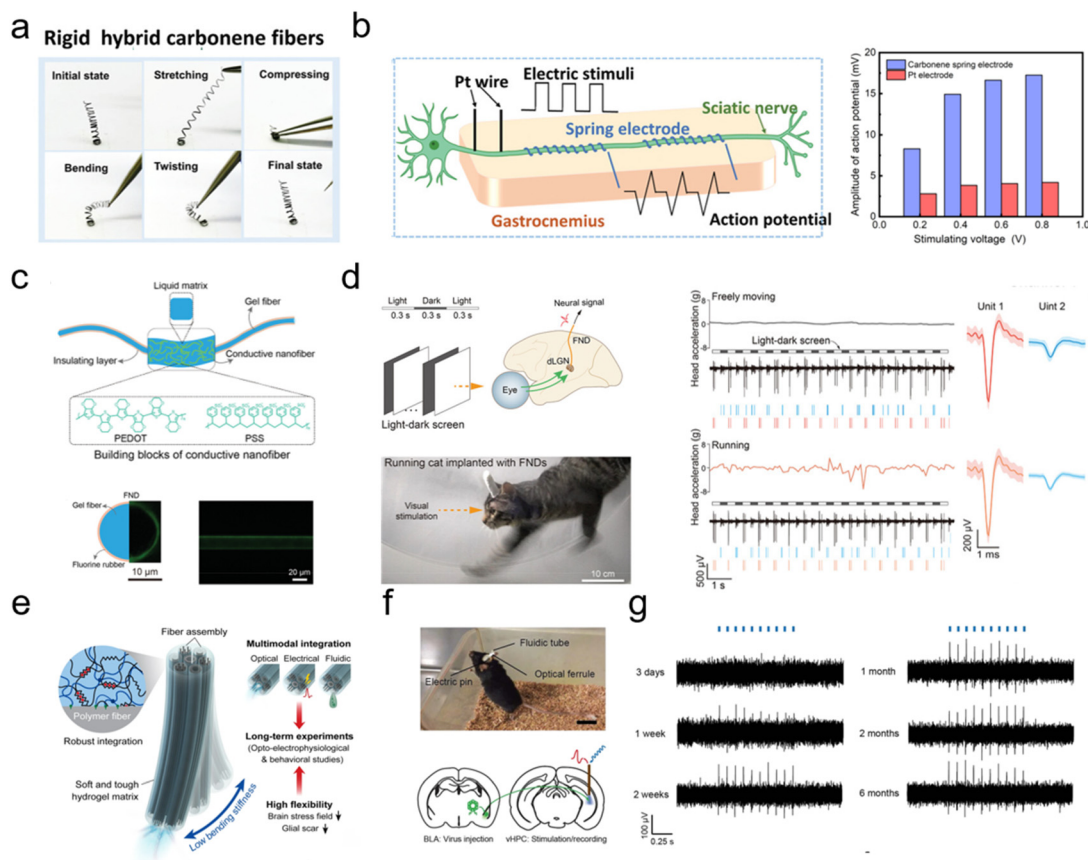 a
Rigid hybrid carbonene fibers
Initial state
Stretching
Compressing
Bending
Twisting
Final state
b
Electric stimuli
Pt wire
Sciatic nerve
Spring electrode
Gastrocnemius
Action potential
Amplitude of action potential (mV)
20
15
10
5
0
Carbonene spring electrode
Pt electrode
0.2 0.4 0.6 0.8 1.0
Stimulating voltage (V)
c
Liquid matrix
Gel fiber
Insulating layer
Conductive nanofiber
PEDOT
PSS
Building blocks of conductive nanofiber
FND
Gel fiber
Fluorine rubber
10 μm
20 μm
d
Light Dark Light
0.3 s 0.3 s 0.3 s
Neural signal
FND
dLGN
Eye
Light-dark screen
Running cat implanted with FNDs
Visual
stimulation
10 cm
Freely moving
Head acceleration (g)
8
0
-8
Light-dark screen
Unit 1
Uint 2
Running
Head acceleration (g)
8
0
-8
500 μV
1 s
200 μV
1 ms
e
Fiber assembly
Polymer fiber
Robust integration
Soft and tough
hydrogel matrix
Low bending stiffness
Multimodal integration
Optical Electrical Fluidic
Long-term experiments
(Opto-electrophysiological
& behavioral studies)
High flexibility
Brain stress field
Glial scar
f
Fluidic tube
Electric pin
Optical ferrule
BLA: Virus injection
vHPC: Stimulation/recording
g
3 days
1 week
2 weeks
1 month
2 months
6 months
100 μV
0.25 s